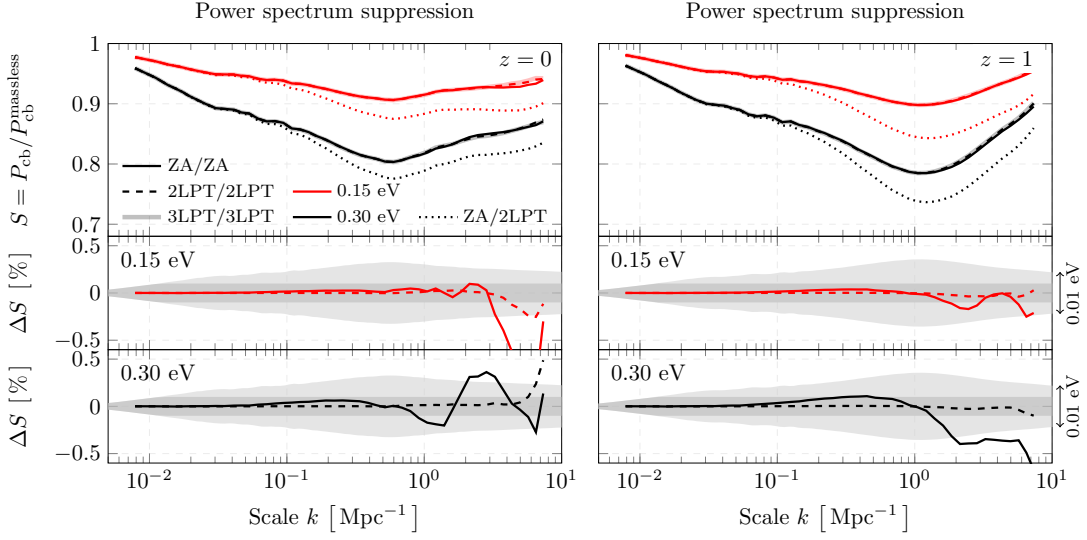 Power spectrum suppression
Power spectrum suppression
S = P_cb/P_cb^massless
1
0.9
0.8
0.7
z = 0
z = 1
ZA/ZA
2LPT/2LPT
0.15 eV
3LPT/3LPT
0.30 eV
ZA/2LPT
ΔS [%]
0.5
0
−0.5
0.15 eV
0.15 eV
0.01 eV
ΔS [%]
0.5
0
−0.5
0.30 eV
0.30 eV
0.01 eV
10^−2
10^−1
10^0
10^1
10^−2
10^−1
10^0
10^1
Scale k [Mpc^−1]
Scale k [Mpc^−1]